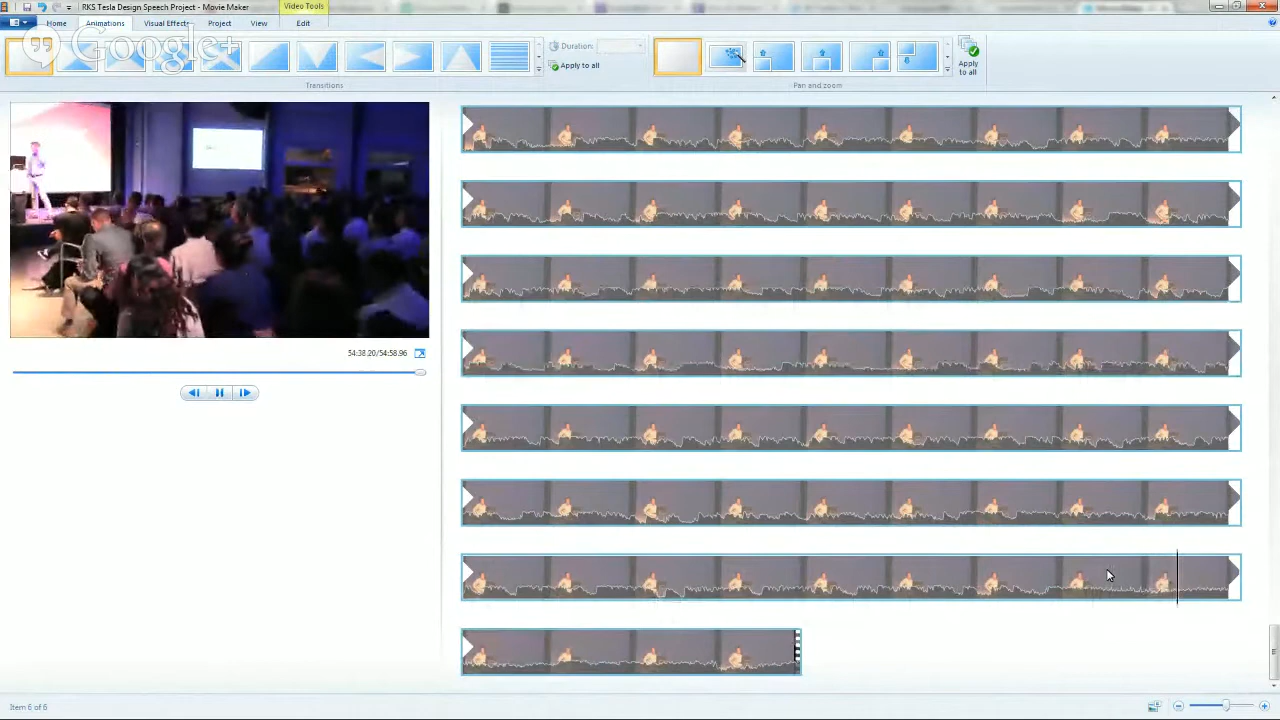 RKS Tesla Design Speech Project - Movie Maker
Video Tools
Home
Animations
Visual Effects
Project
View
Edit
Google+
Duration:
Apply to all
Apply
to all
Transitions
Pan and zoom
54:38.20/54:58.96
Item 6 of 6